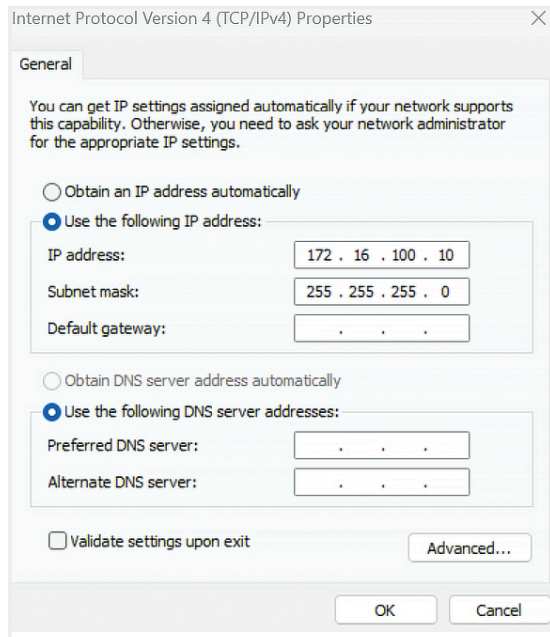 Internet Protocol Version 4 (TCP/IPv4) Properties
General
You can get IP settings assigned automatically if your network supports
this capability. Otherwise, you need to ask your network administrator
for the appropriate IP settings.
Obtain an IP address automatically
Use the following IP address:
IP address: 172 . 16 . 100 . 10
Subnet mask: 255 . 255 . 255 . 0
Default gateway: . . .
Obtain DNS server address automatically
Use the following DNS server addresses:
Preferred DNS server: . . .
Alternate DNS server: . . .
Validate settings upon exit
Advanced...
OK Cancel